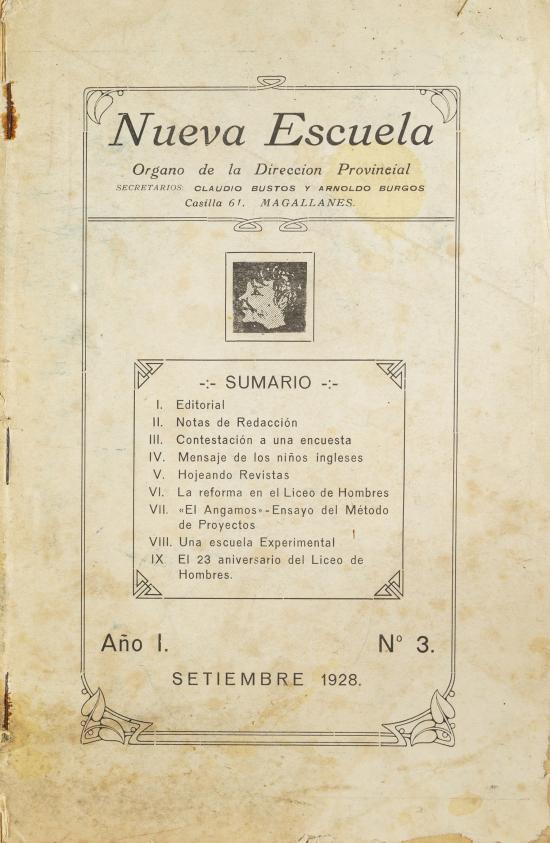 Nueva Escuela
Organo de la Direccion Provincial
SECRETARIOS: CLAUDIO BUSTOS Y ARNOLDO BURGOS
Casilla 61. MAGALLANES.
-:- SUMARIO -:-
I. Editorial
II. Notas de Redacción
III. Contestación a una encuesta
IV. Mensaje de los niños ingleses
V. Hojeando Revistas
VI. La reforma en el Liceo de Hombres
VII. «El Angamos»-Ensayo del Método
de Proyectos
VIII. Una escuela Experimental
IX El 23 aniversario del Liceo de
Hombres.
Año I. Nº 3.
SETIEMBRE 1928.